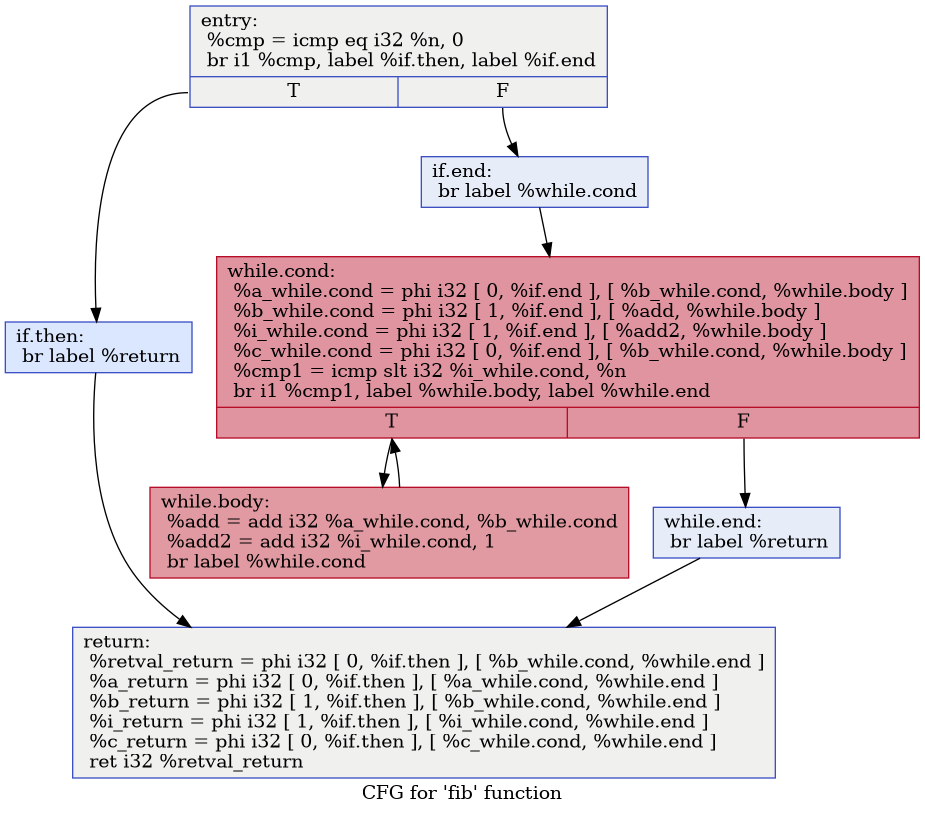 entry:
%cmp = icmp eq i32 %n, 0
br i1 %cmp, label %if.then, label %if.end
T
F
if.end:
br label %while.cond
while.cond:
%a_while.cond = phi i32 [ 0, %if.end ], [ %b_while.cond, %while.body ]
%b_while.cond = phi i32 [ 1, %if.end ], [ %add, %while.body ]
%i_while.cond = phi i32 [ 1, %if.end ], [ %add2, %while.body ]
%c_while.cond = phi i32 [ 0, %if.end ], [ %b_while.cond, %while.body ]
%cmp1 = icmp slt i32 %i_while.cond, %n
br i1 %cmp1, label %while.body, label %while.end
T
F
if.then:
br label %return
while.body:
%add = add i32 %a_while.cond, %b_while.cond
%add2 = add i32 %i_while.cond, 1
br label %while.cond
while.end:
br label %return
return:
%retval_return = phi i32 [ 0, %if.then ], [ %b_while.cond, %while.end ]
%a_return = phi i32 [ 0, %if.then ], [ %a_while.cond, %while.end ]
%b_return = phi i32 [ 1, %if.then ], [ %b_while.cond, %while.end ]
%i_return = phi i32 [ 1, %if.then ], [ %i_while.cond, %while.end ]
%c_return = phi i32 [ 0, %if.then ], [ %c_while.cond, %while.end ]
ret i32 %retval_return
CFG for 'fib' function